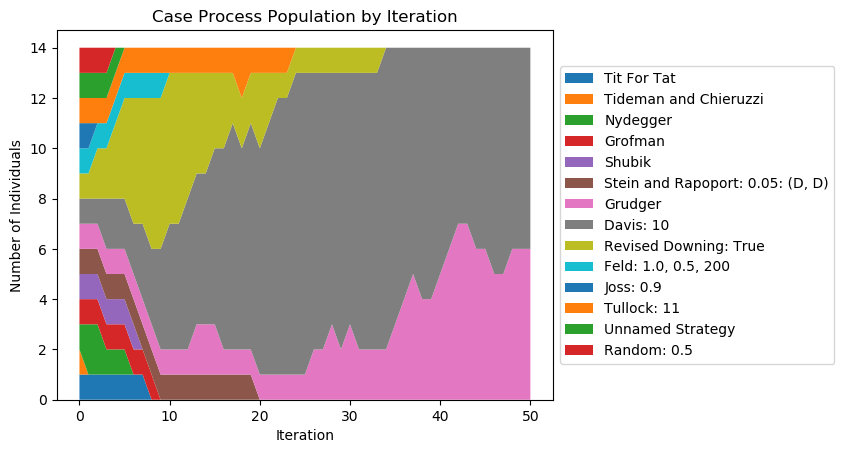 Case Process Population by Iteration
Number of Individuals
14
12
10
8
6
4
2
0
0 10 20 30 40 50
Iteration
Tit For Tat
Tideman and Chieruzzi
Nydegger
Grofman
Shubik
Stein and Rapoport: 0.05: (D, D)
Grudger
Davis: 10
Revised Downing: True
Feld: 1.0, 0.5, 200
Joss: 0.9
Tullock: 11
Unnamed Strategy
Random: 0.5